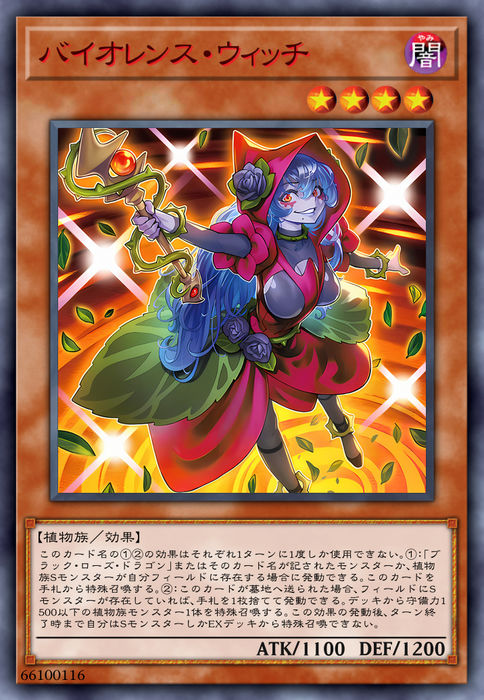 バイオレンス・ウィッチ
やみ
闇
【植物族／効果】
このカード名の①②の効果はそれぞれ1ターンに1度しか使用できない。①：「ブ
ラック・ローズ・ドラゴン」またはそのカード名が記されたモンスターか、植物
族Sモンスターが自分フィールドに存在する場合に発動できる。このカードを
手札から特殊召喚する。②：このカードが墓地へ送られた場合、フィールドにS
モンスターが存在していれば、手札を1枚捨てて発動できる。デッキから守備力1
500以下の植物族モンスター1体を特殊召喚する。この効果の発動後、ターン終
了時まで自分はSモンスターしかEXデッキから特殊召喚できない。
ATK/1100 DEF/1200
66100116